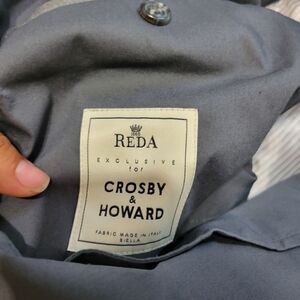 REDA
EXCLUSIVE
for
CROSBY
&
HOWARD
FABRIC MADE IN ITALY
BIELLA